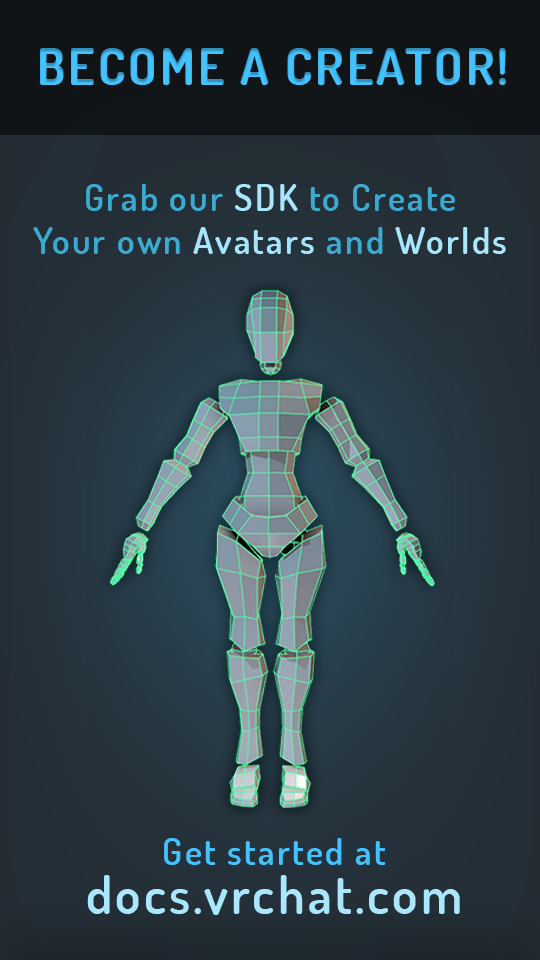 BECOME A CREATOR!
Grab our SDK to Create
Your own Avatars and Worlds
Get started at
docs.vrchat.com